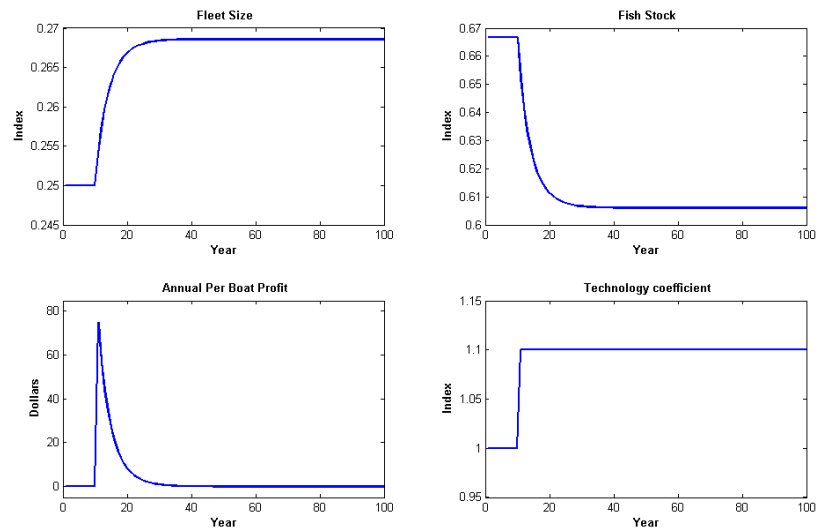 Fleet Size
0.27
0.265
0.26
0.255
0.25
0.245
Index
0 20 40 60 80 100
Year
Fish Stock
0.67
0.66
0.65
0.64
0.63
0.62
0.61
0.6
Index
0 20 40 60 80 100
Year
Annual Per Boat Profit
80
60
40
20
0
Dollars
0 20 40 60 80 100
Year
Technology coefficient
1.15
1.1
1.05
1
0.95
Index
0 20 40 60 80 100
Year